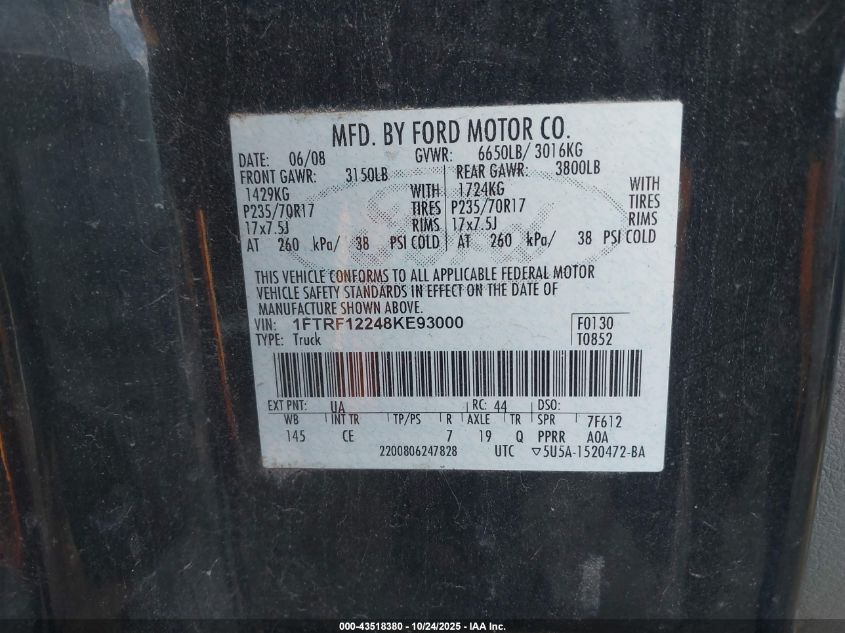 MFD. BY FORD MOTOR CO.
DATE: 06/08 GVWR: 6650LB/ 3016KG
FRONT GAWR: 3150LB REAR GAWR: 3800LB
1429KG WITH 1724KG WITH
P235/70R17 TIRES P235/70R17 TIRES
17x7.5J RIMS 17x7.5J RIMS
AT 260 kPa/ 38 PSI COLD AT 260 kPa/ 38 PSI COLD
THIS VEHICLE CONFORMS TO ALL APPLICABLE FEDERAL MOTOR
VEHICLE SAFETY STANDARDS IN EFFECT ON THE DATE OF
MANUFACTURE SHOWN ABOVE.
VIN: 1FTRF12248KE93000 F0130
TYPE: Truck T0852
EXT PNT: UA RC: 44 DSO:
WB INT TR TP/PS R AXLE TR SPR 7F612
145 CE 7 19 Q PPRR A0A
2200806247828 UTC ▽5U5A-1520472-BA
000-43518380 - 10/24/2025 - IAA Inc.